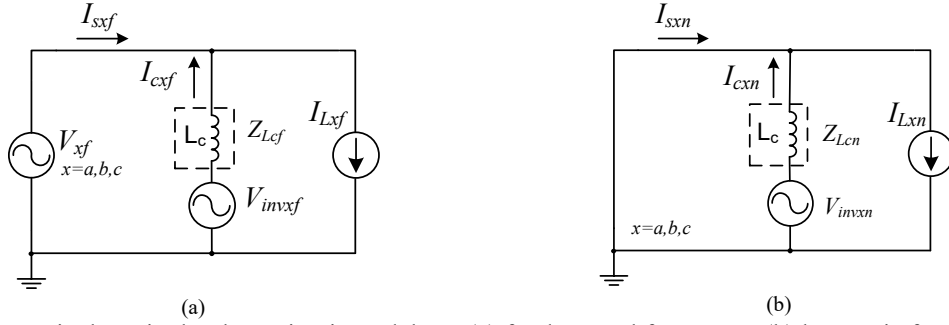 I_sxf
I_cxf
L_c
Z_Lcf
I_Lxf
V_xf
x=a,b,c
V_invxf
(a)
I_sxn
I_cxn
L_c
Z_Lcn
I_Lxn
V_invxn
x=a,b,c
(b)